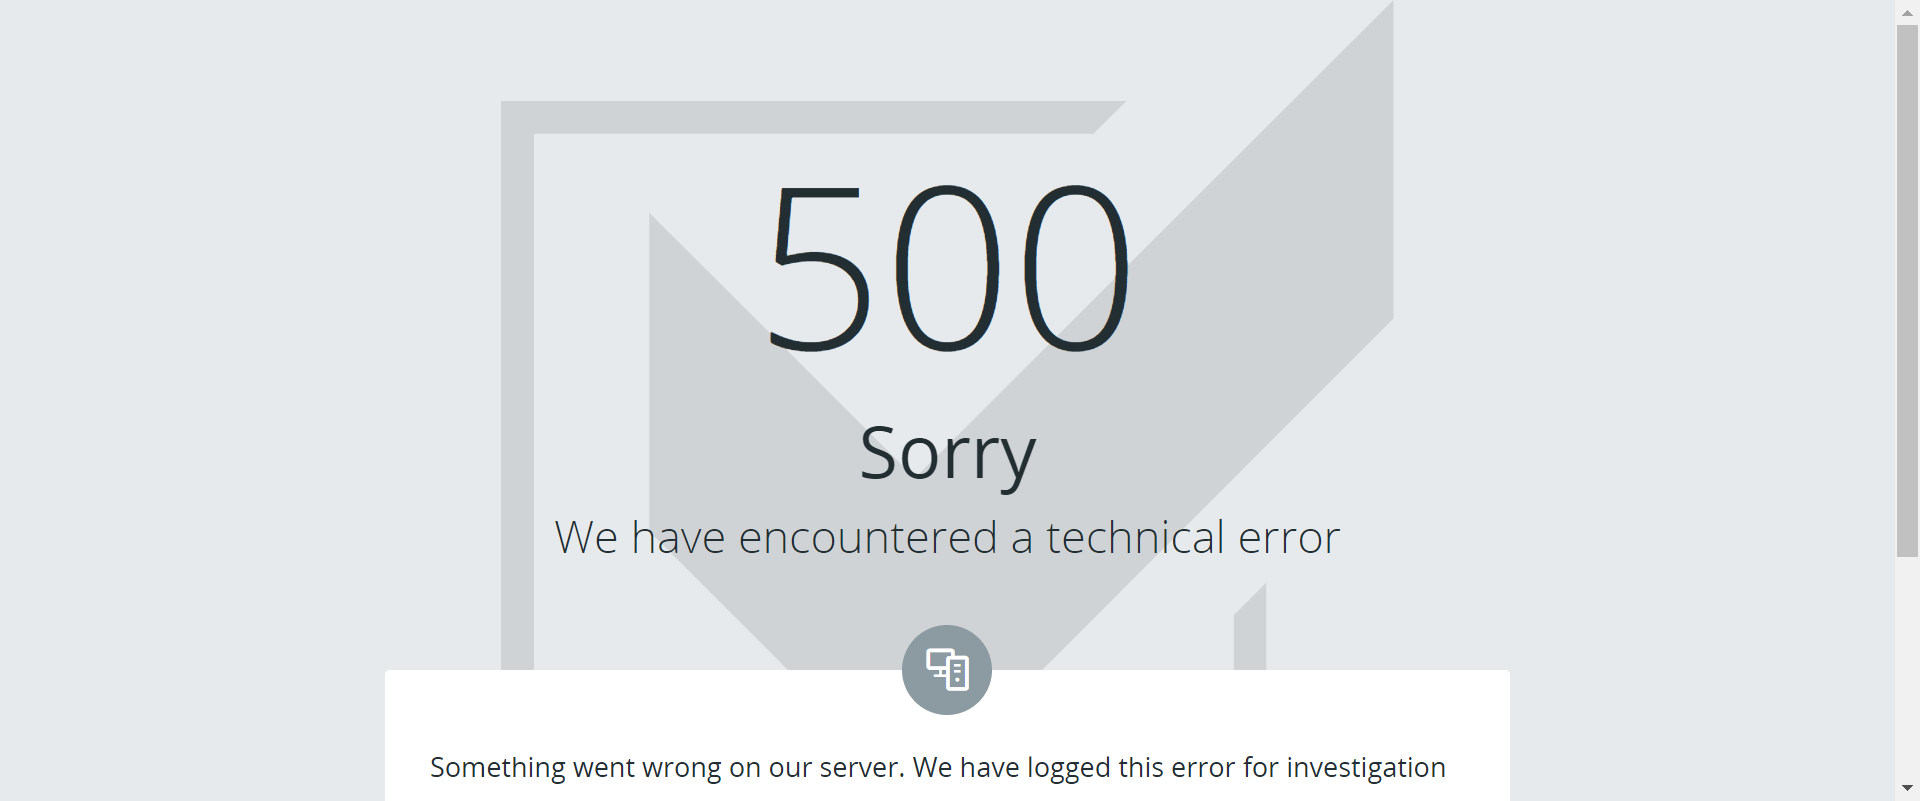 500
Sorry
We have encountered a technical error
Something went wrong on our server. We have logged this error for investigation